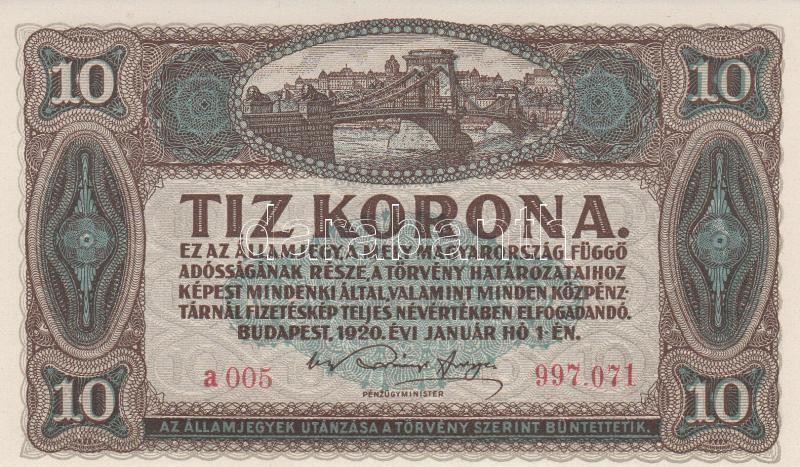 10 10
TIZ KORONA.
EZ AZ ÁLLAMJEGY, A MELY MAGYARORSZÁG FÜGGŐ
ADÓSSÁGÁNAK RÉSZE, A TÖRVÉNY HATÁROZATAIHOZ
KÉPEST MINDENKI ÁLTAL, VALAMINT MINDEN KÖZPÉNZ-
TÁRNÁL FIZETÉSKÉP TELJES NÉVÉRTÉKBEN ELFOGADANDÓ.
BUDAPEST, 1920. ÉVI JANUÁR HÓ 1-ÉN.
a 005 997.071
PÉNZÜGYMINISTER
10 10
AZ ÁLLAMJEGYEK UTÁNZÁSA A TÖRVÉNY SZERINT BÜNTETTETIK.
darabanth